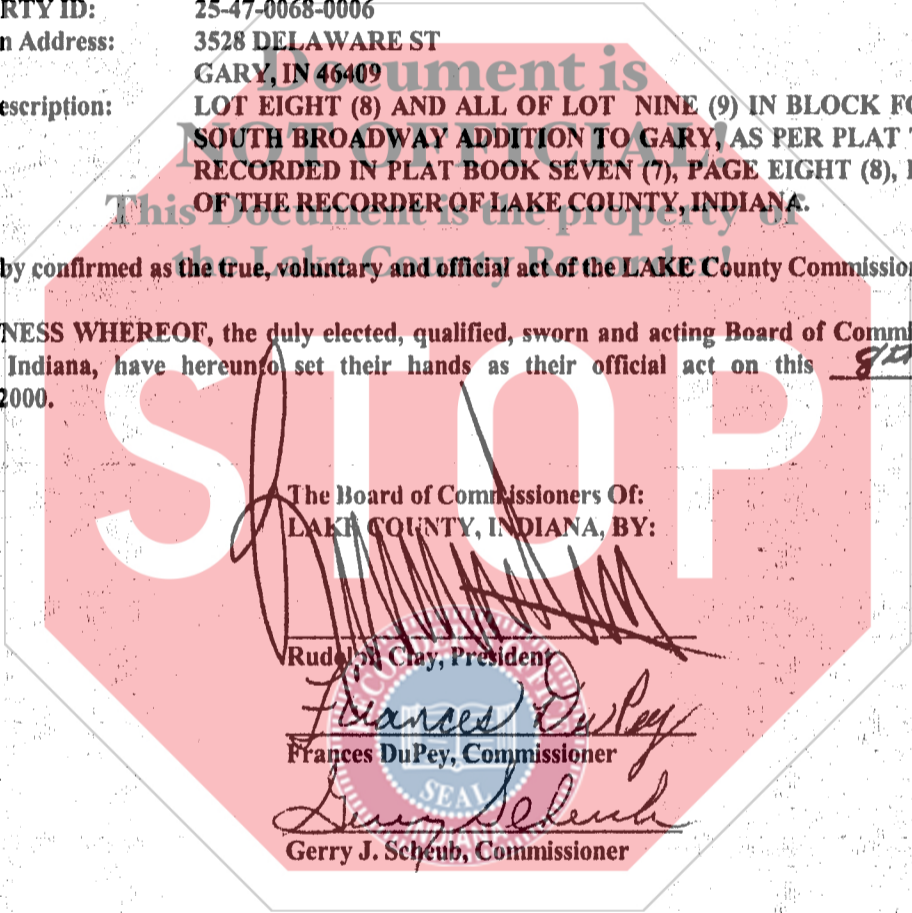 RTY ID: 25-47-0068-0006
n Address: 3528 DELAWARE ST
GARY, IN 46409
escription: LOT EIGHT (8) AND ALL OF LOT NINE (9) IN BLOCK FO
SOUTH BROADWAY ADDITION TO GARY, AS PER PLAT
RECORDED IN PLAT BOOK SEVEN (7), PAGE EIGHT (8),
OF THE RECORDER OF LAKE COUNTY, INDIANA.
Document is
NOT OFFICIAL!
This Document is the property of
the Lake County Recorder!
by confirmed as the true, voluntary and official act of the LAKE County Commission
NESS WHEREOF, the duly elected, qualified, sworn and acting Board of Commi
Indiana, have hereunto set their hands as their official act on this 8th
2000.
STOP
The Board of Commissioners Of:
LAKE COUNTY, INDIANA, BY:
Rudolph Clay, President
Frances DuPey
Frances DuPey, Commissioner
Gerry Scheub
Gerry J. Scheub, Commissioner
SEAL
INDIANA